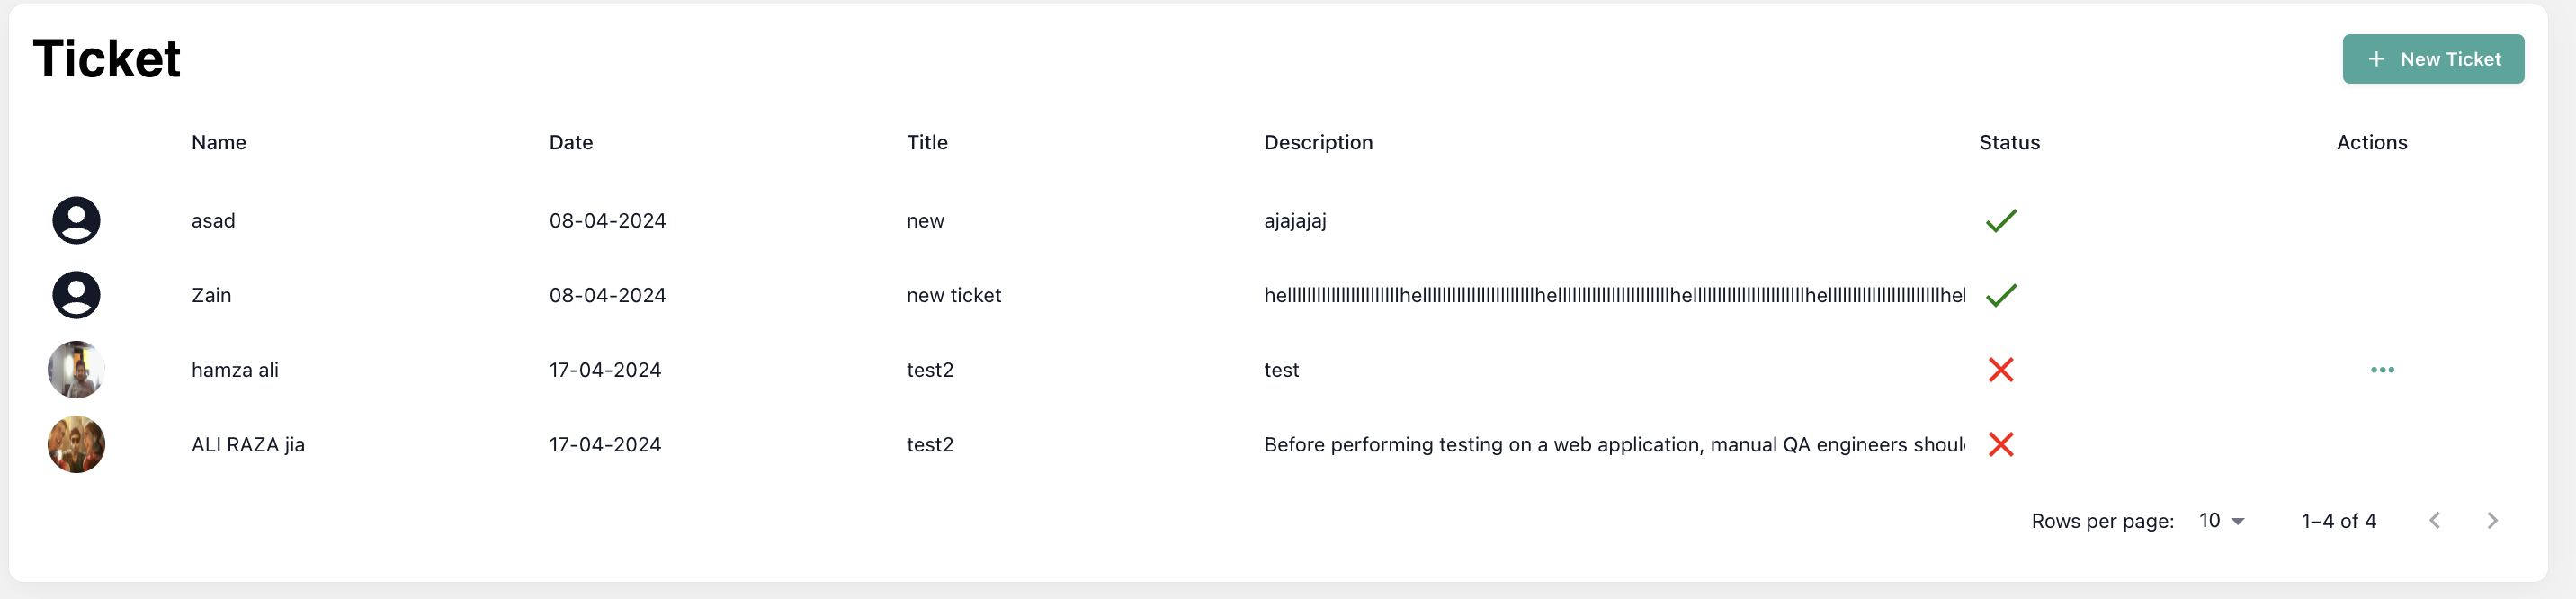 Ticket
+ New Ticket
Name Date Title Description Status Actions
asad 08-04-2024 new ajajajaj
Zain 08-04-2024 new ticket
hamza ali 17-04-2024 test2 test
ALI RAZA jia 17-04-2024 test2 Before performing testing on a web application, manual QA engineers
Rows per page: 10 1–4 of 4